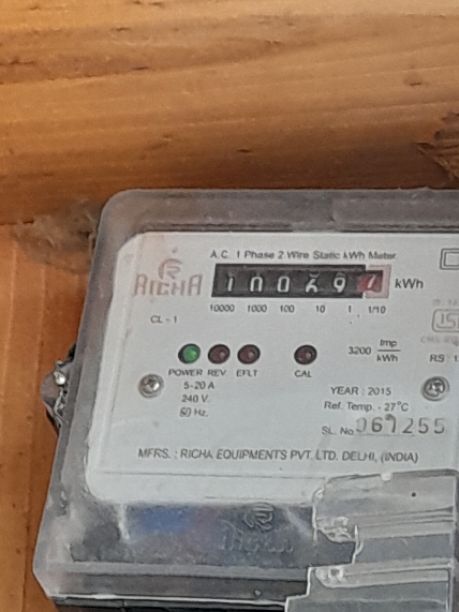 A.C. 1 Phase 2 Wire Static kWh Meter
RICHA
kWh
10000 1000 100 10 1 1/10
CL - 1
3200 Imp/kWh
POWER REV. EFLT CAL
RS :
5-20 A
240 V.
50 Hz.
YEAR : 2015
Ref. Temp. - 27°C
SL. No. 061255
MFRS. : RICHA EQUIPMENTS PVT. LTD. DELHI, (INDIA)